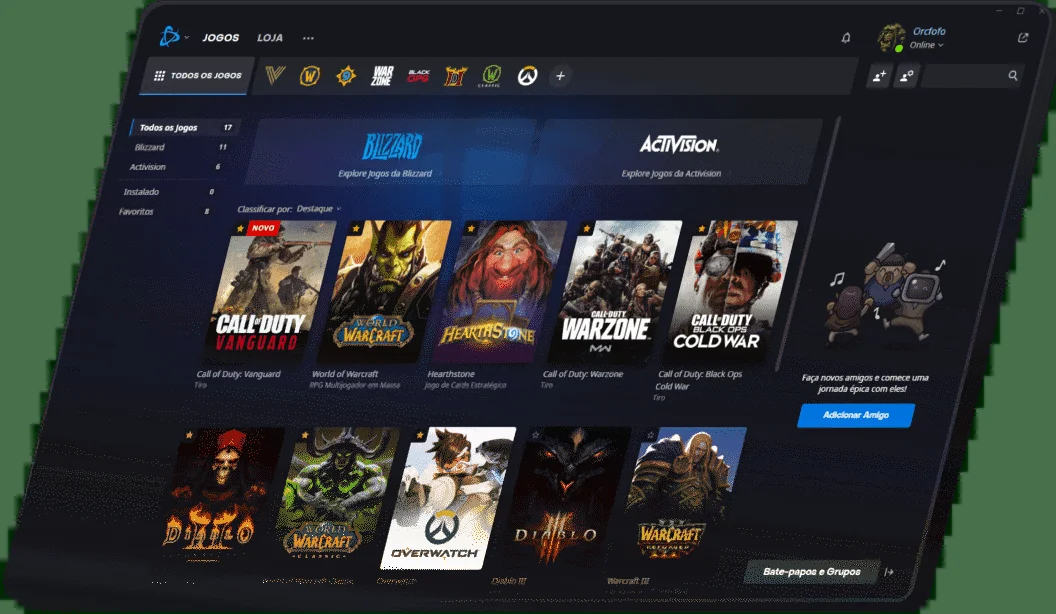 JOGOS
LOJA
Orcfofo
Online
TODOS OS JOGOS
WAR
ZONE
BLACK
OPS
CLASSIC
Todos os jogos 17
Blizzard 11
Activision 6
Instalado 0
Favoritos 8
BLIZZARD
Explore Jogos da Blizzard
ACTIVISION
Explore Jogos da Activision
Classificar por: Destaque
NOVO
CALL OF DUTY
VANGUARD
WORLD
WARCRAFT
HEARTHSTONE
CALL OF DUTY
WARZONE
CALL OF DUTY
BLACK OPS
COLD WAR
Call of Duty: Vanguard
Tiro
World of Warcraft
RPG Multijogador em Massa
Hearthstone
Jogo de Cards Estratégico
Call of Duty: Warzone
Tiro
Call of Duty: Black Ops
Cold War
Tiro
Faça novos amigos e comece uma
jornada épica com eles!
Adicionar Amigo
DIABLO
WORLD
WARCRAFT
CLASSIC
OVERWATCH
DIABLO
WARCRAFT
REFORGED
World of Warcraft Classic
Overwatch
Diablo III
Warcraft III
Bate-papos e Grupos